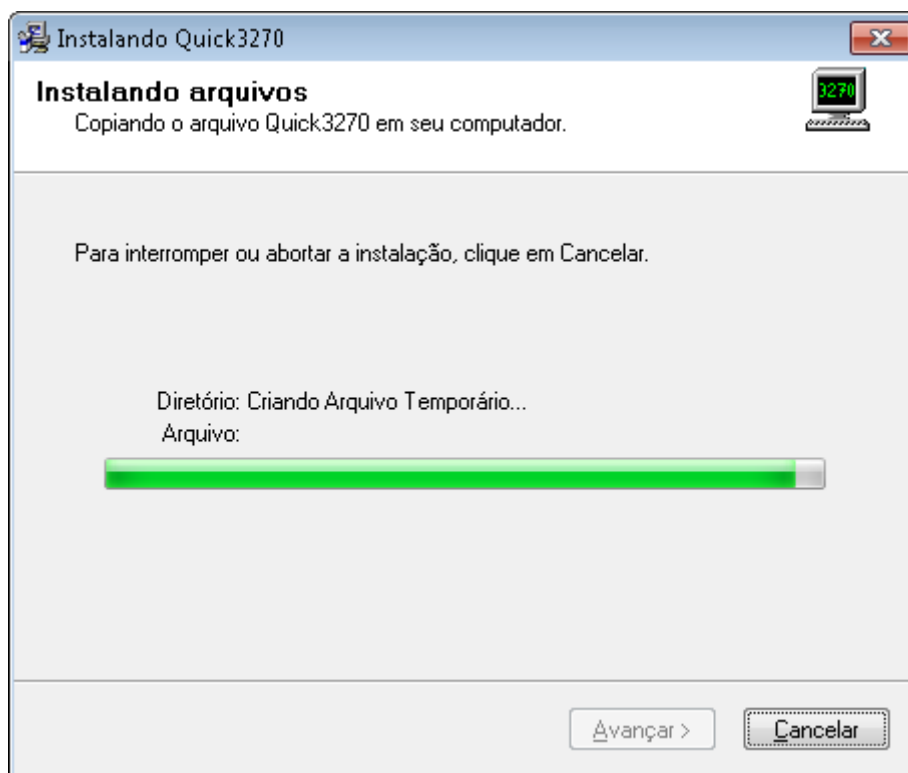 Instalando Quick3270
Instalando arquivos
3270
Copiando o arquivo Quick3270 em seu computador.
Para interromper ou abortar a instalação, clique em Cancelar.
Diretório: Criando Arquivo Temporário...
Arquivo:
Avançar >
Cancelar